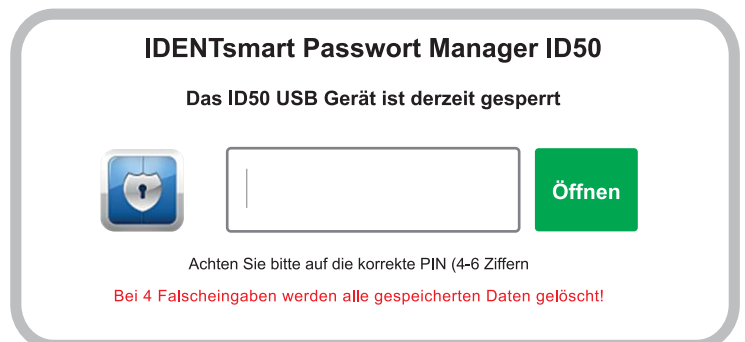 IDENTsmart Passwort Manager ID50
Das ID50 USB Gerät ist derzeit gesperrt
Öffnen
Achten Sie bitte auf die korrekte PIN (4-6 Ziffern
Bei 4 Falscheingaben werden alle gespeicherten Daten gelöscht!